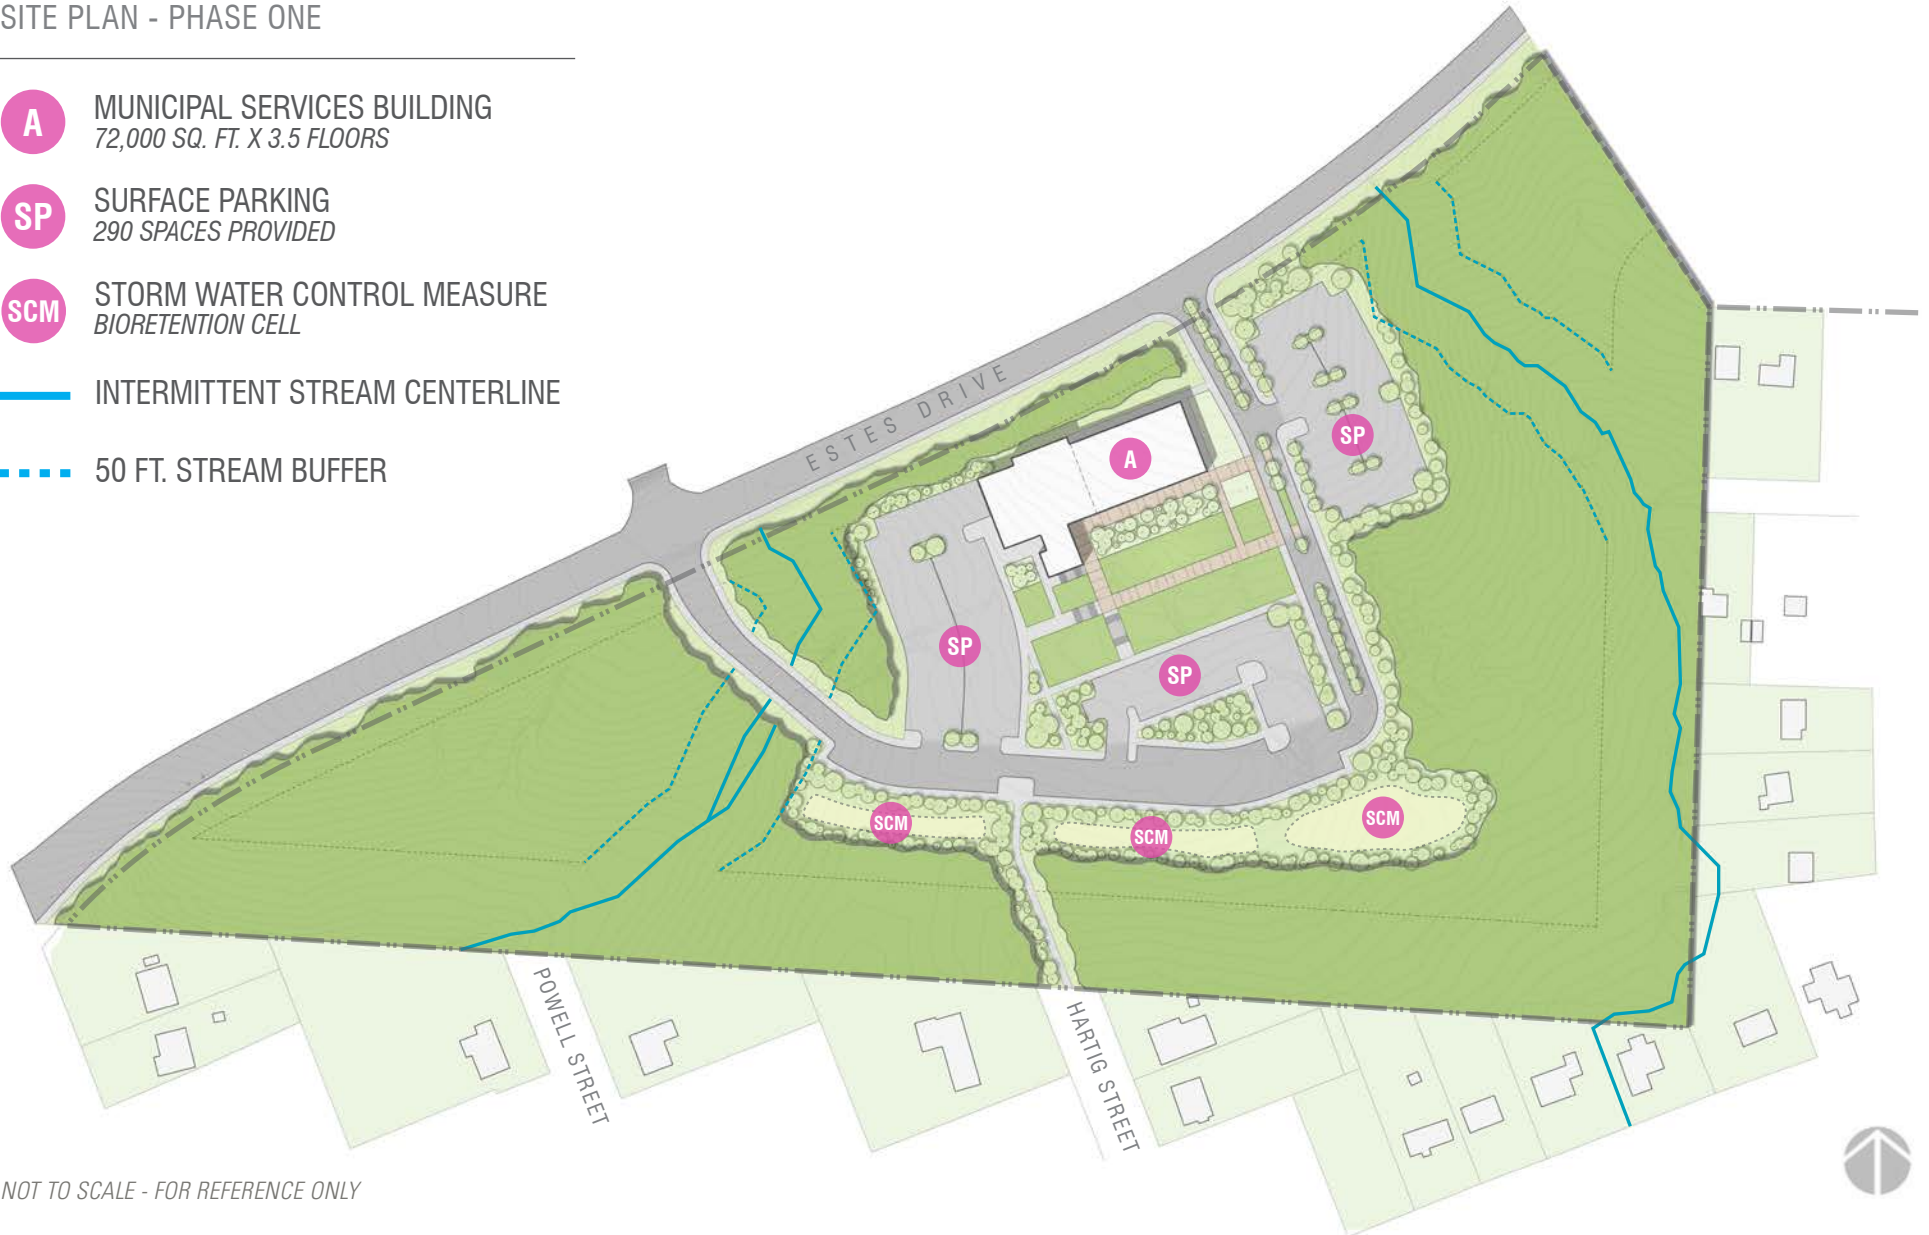 SITE PLAN - PHASE ONE
A
MUNICIPAL SERVICES BUILDING
72,000 SQ. FT. X 3.5 FLOORS
SP
SURFACE PARKING
290 SPACES PROVIDED
SCM
STORM WATER CONTROL MEASURE
BIORETENTION CELL
INTERMITTENT STREAM CENTERLINE
50 FT. STREAM BUFFER
ESTES DRIVE
A
SP
SP
SP
SCM
SCM
SCM
POWELL STREET
HARTIG STREET
NOT TO SCALE - FOR REFERENCE ONLY